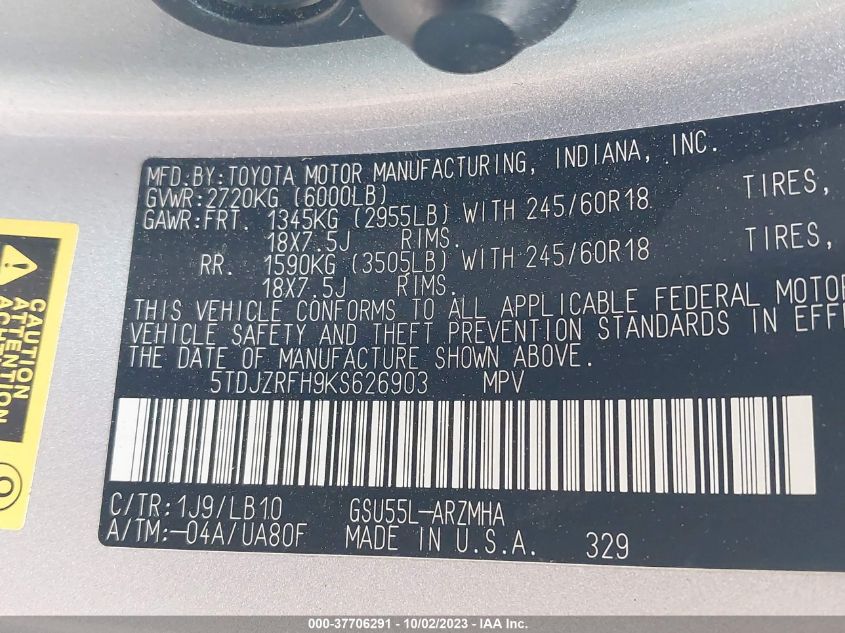 MFD.BY:TOYOTA MOTOR MANUFACTURING, INDIANA, INC.
GVWR:2720KG (6000LB)
GAWR:FRT. 1345KG (2955LB) WITH 245/60R18 TIRES,
18X7.5J RIMS.
RR. 1590KG (3505LB) WITH 245/60R18 TIRES,
18X7.5J RIMS.
THIS VEHICLE CONFORMS TO ALL APPLICABLE FEDERAL MOTOR
VEHICLE SAFETY AND THEFT PREVENTION STANDARDS IN EFF
THE DATE OF MANUFACTURE SHOWN ABOVE.
5TDJZRFH9KS626903 MPV
C/TR:1J9/LB10 GSU55L-ARZMHA
A/TM:-04A/UA80F MADE IN U.S.A. 329
CAUTION
ATTENTION
ACHTUNG
000-37706291 - 10/02/2023 - IAA Inc.